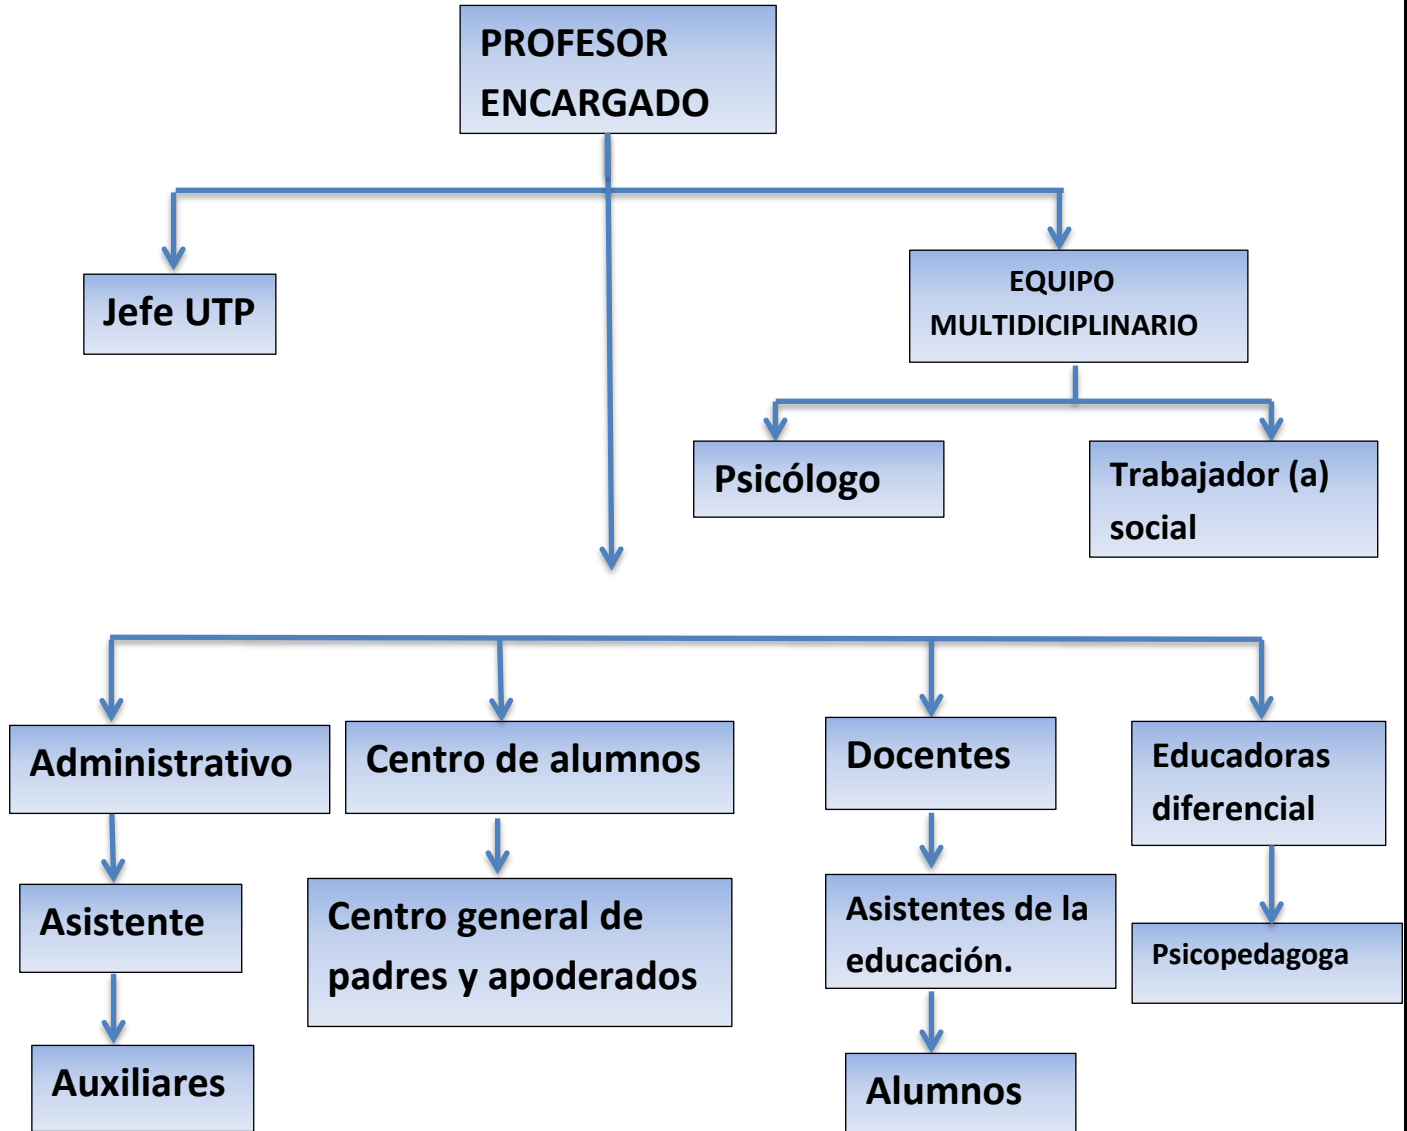 PROFESOR
ENCARGADO
Jefe UTP
EQUIPO
MULTIDICIPLINARIO
Psicólogo
Trabajador (a)
social
Administrativo
Centro de alumnos
Docentes
Educadoras
diferencial
Asistente
Centro general de
padres y apoderados
Asistentes de la
educación.
Psicopedagoga
Auxiliares
Alumnos